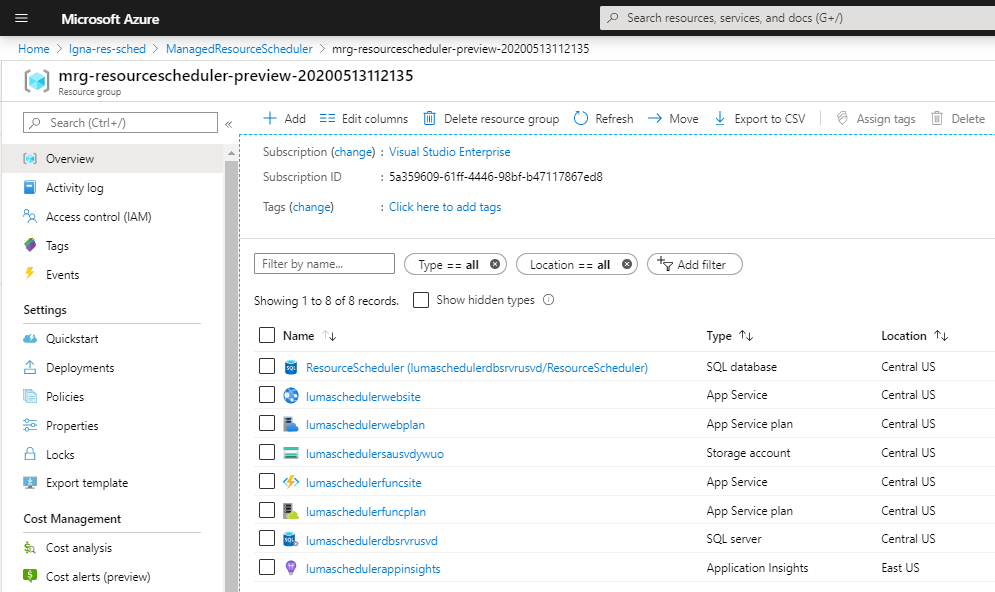 Microsoft Azure
Search resources, services, and docs (G+/)
Home > lgna-res-sched > ManagedResourceScheduler > mrg-resourcescheduler-preview-20200513112135
mrg-resourcescheduler-preview-20200513112135
Resource group
Search (Ctrl+/)
«
Add Edit columns Delete resource group Refresh Move Export to CSV Assign tags Delete
Overview
Activity log
Access control (IAM)
Tags
Events
Settings
Quickstart
Deployments
Policies
Properties
Locks
Export template
Cost Management
Cost analysis
Cost alerts (preview)
Subscription (change) : Visual Studio Enterprise
Subscription ID : 5a359609-61ff-4446-98bf-b47117867ed8
Tags (change) : Click here to add tags
Filter by name... Type == all Location == all Add filter
Showing 1 to 8 of 8 records. Show hidden types
Name ↑↓ Type ↑↓ Location ↑↓
ResourceScheduler (lumaschedulerdbsrvrusvd/ResourceScheduler) SQL database Central US
lumaschedulerwebsite App Service Central US
lumaschedulerwebplan App Service plan Central US
lumaschedulersausvdywuo Storage account Central US
lumaschedulerfuncsite App Service Central US
lumaschedulerfuncplan App Service plan Central US
lumaschedulerdbsrvrusvd SQL server Central US
lumaschedulerappinsights Application Insights East US